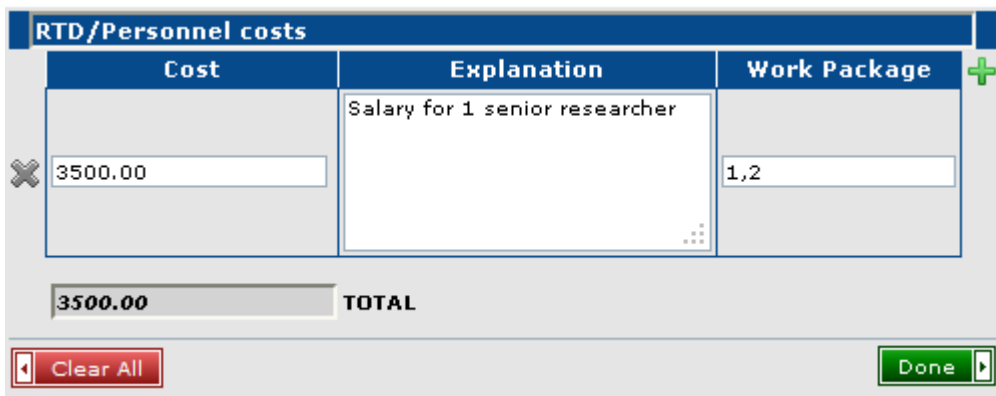 RTD/Personnel costs
Cost Explanation Work Package
Salary for 1 senior researcher
3500.00 1,2
3500.00 TOTAL
Clear All Done